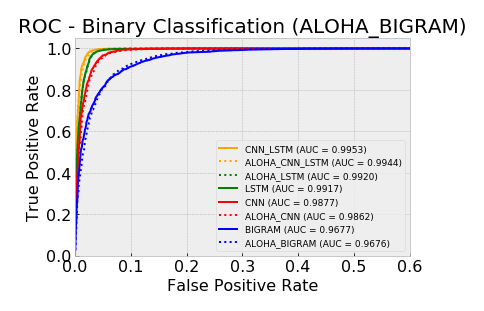 ROC - Binary Classification (ALOHA_BIGRAM)
True Positive Rate
1.0
0.8
0.6
0.4
0.2
0.0
CNN_LSTM (AUC = 0.9953)
ALOHA_CNN_LSTM (AUC = 0.9944)
ALOHA_LSTM (AUC = 0.9920)
LSTM (AUC = 0.9917)
CNN (AUC = 0.9877)
ALOHA_CNN (AUC = 0.9862)
BIGRAM (AUC = 0.9677)
ALOHA_BIGRAM (AUC = 0.9676)
0.0 0.1 0.2 0.3 0.4 0.5 0.6
False Positive Rate